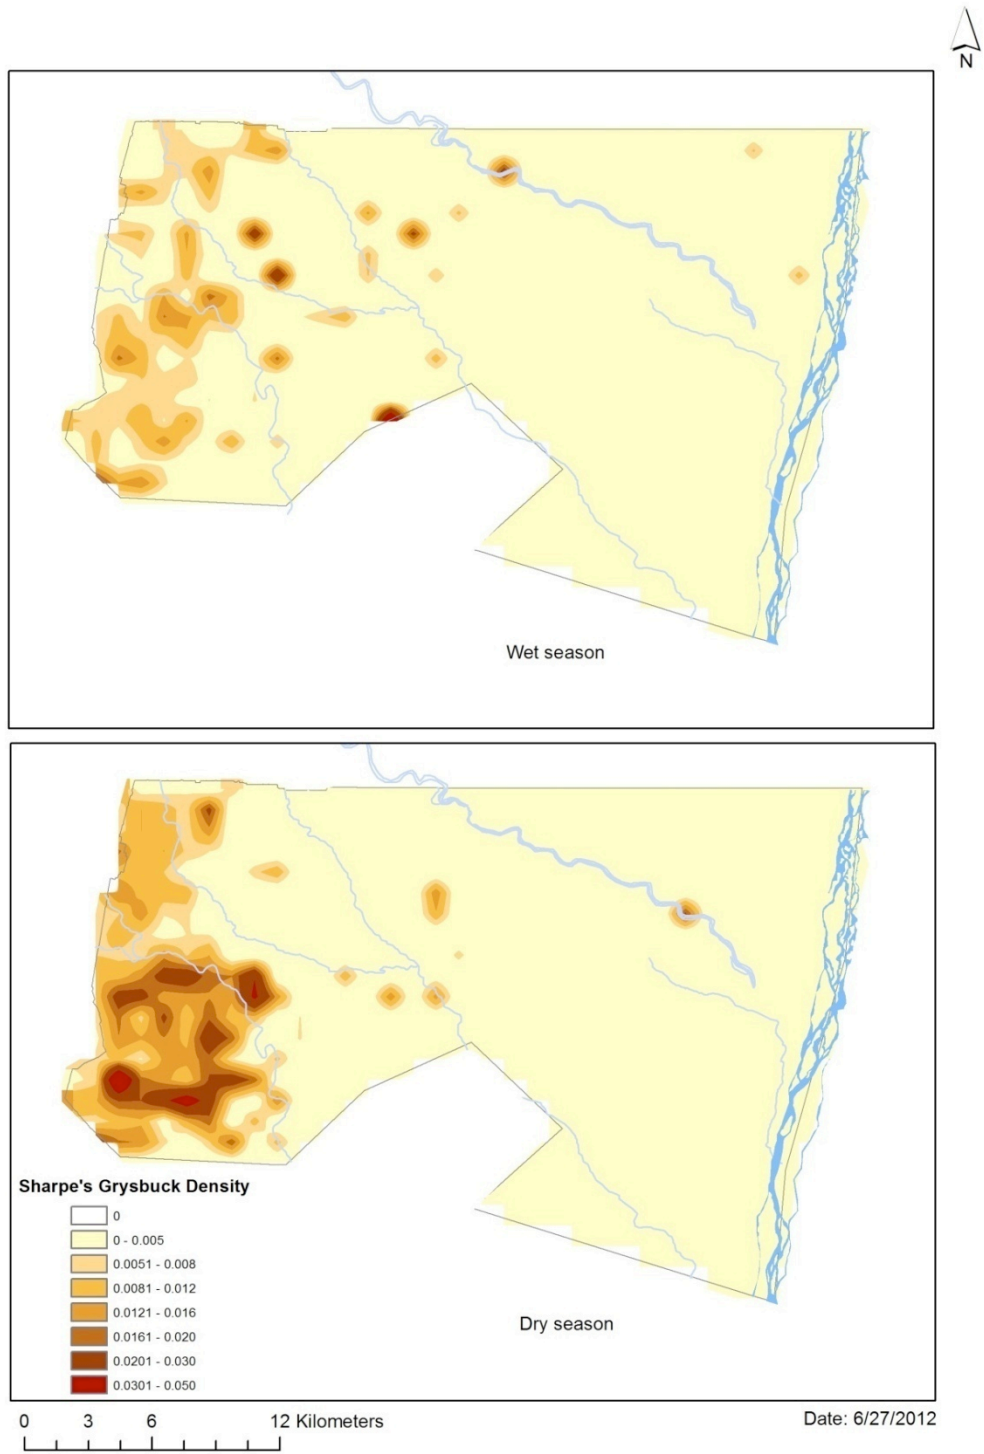 N
Wet season
Sharpe's Grysbuck Density
0
0 - 0.005
0.0051 - 0.008
0.0081 - 0.012
0.0121 - 0.016
0.0161 - 0.020
0.0201 - 0.030
0.0301 - 0.050
Dry season
0 3 6 12 Kilometers
Date: 6/27/2012